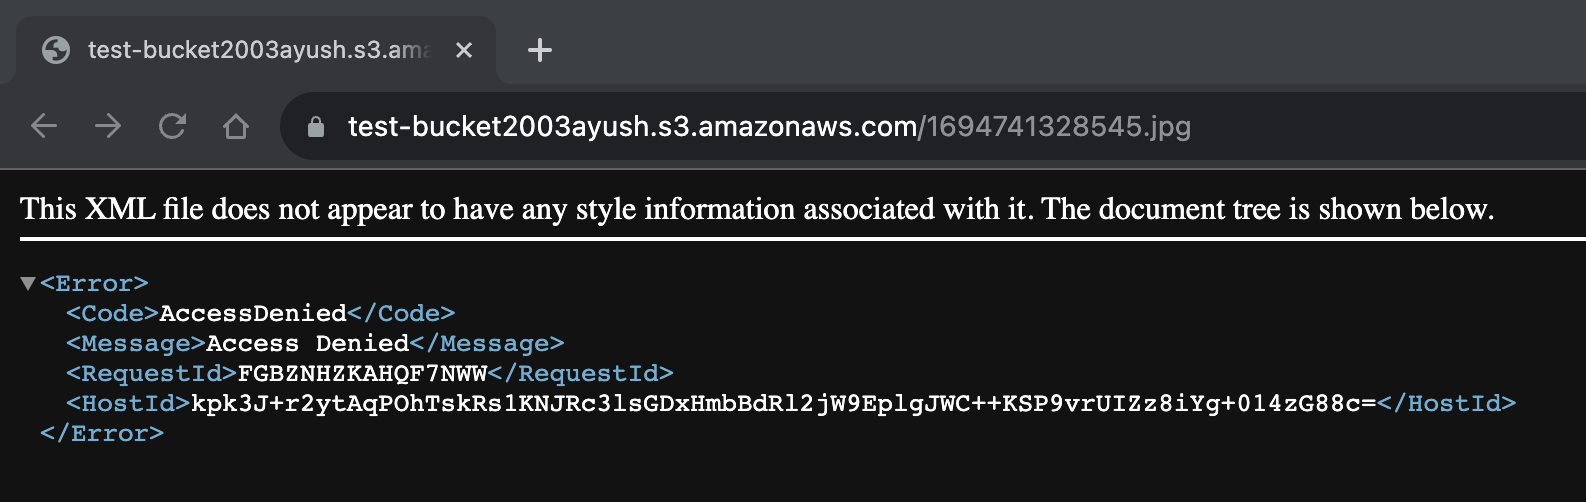 test-bucket2003ayush.s3.ama
test-bucket2003ayush.s3.amazonaws.com/1694741328545.jpg
This XML file does not appear to have any style information associated with it. The document tree is shown below.
▼<Error>
<Code>AccessDenied</Code>
<Message>Access Denied</Message>
<RequestId>FGBZNHZKAHQF7NWW</RequestId>
<HostId>kpk3J+r2ytAqPOhTskRs1KNJRc3lsGDxHmbBdRl2jW9EplgJWC++KSP9vrUIZz8iYg+014zG88c=</HostId>
</Error>